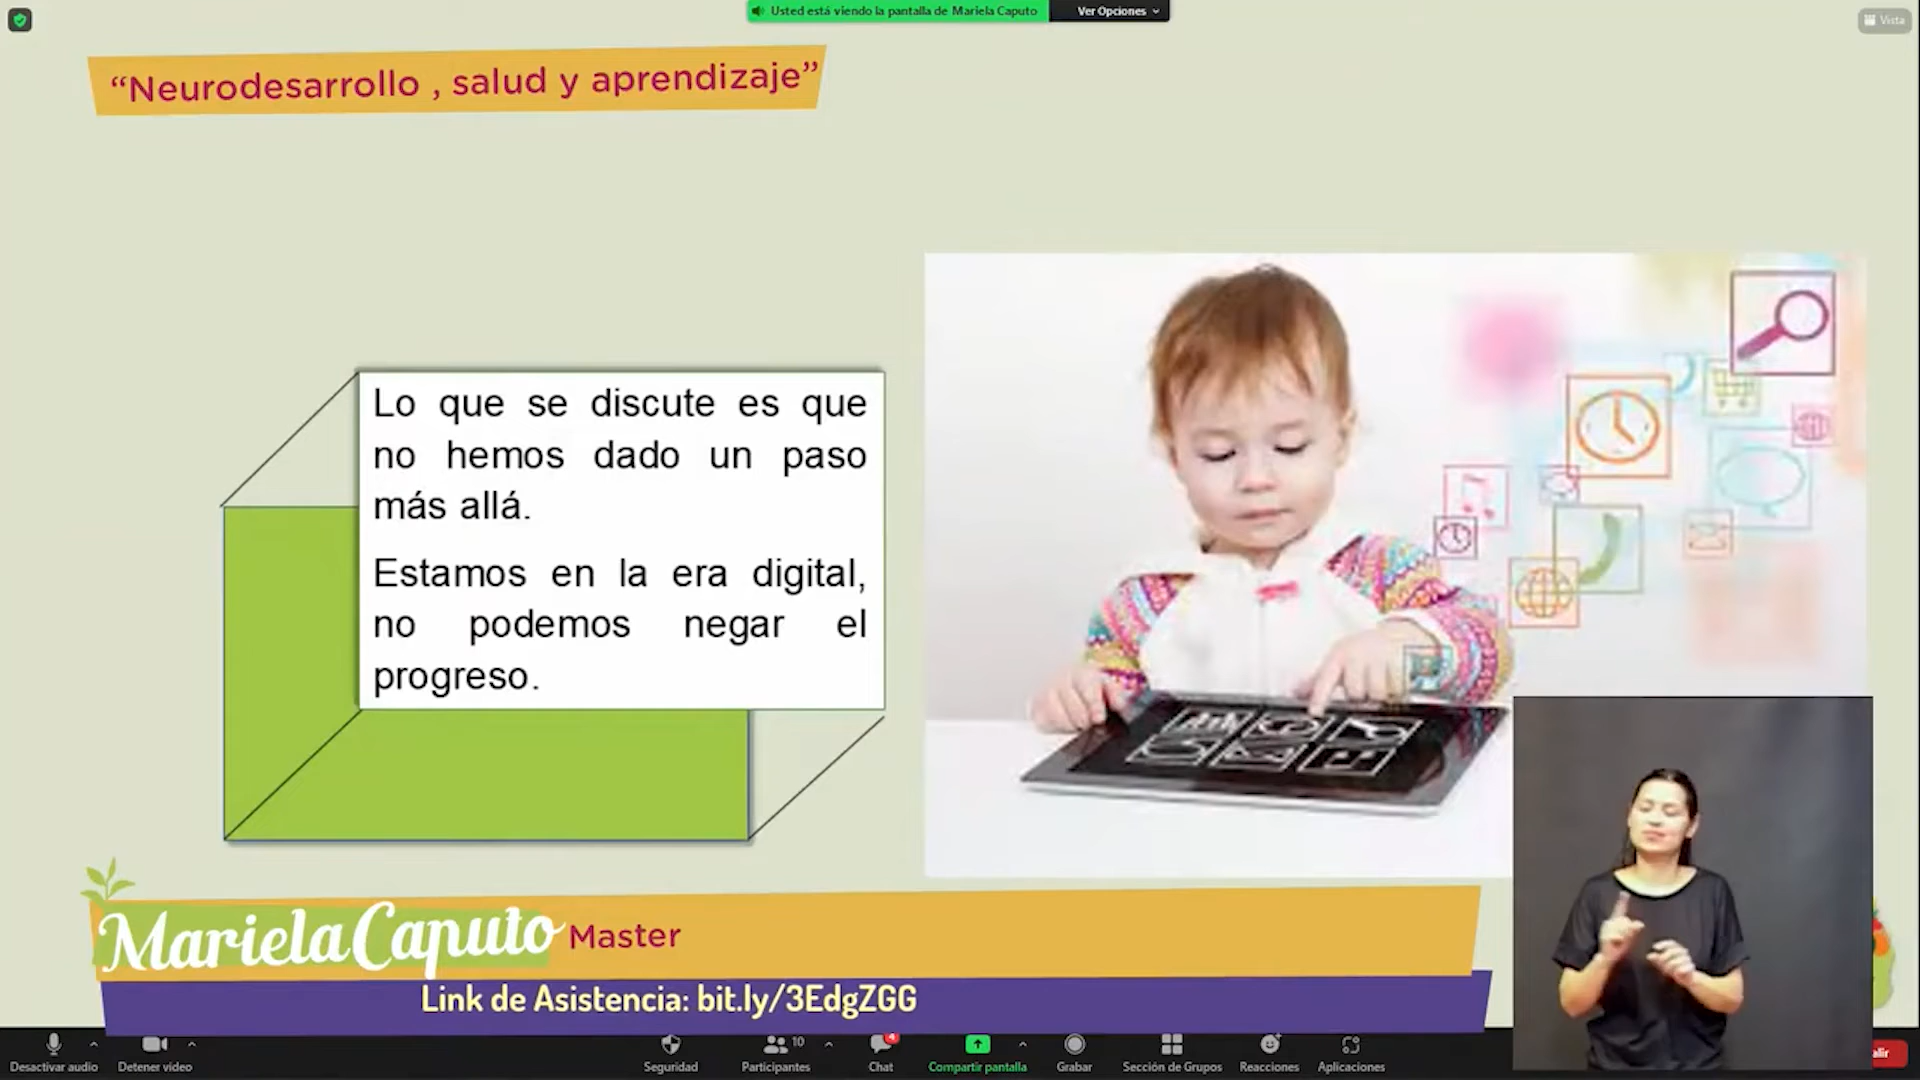 Usted está viendo la pantalla de Mariela Caputo
Ver Opciones
Vista
“Neurodesarrollo , salud y aprendizaje”
Lo que se discute es que
no hemos dado un paso
más allá.
Estamos en la era digital,
no podemos negar el
progreso.
Mariela Caputo Master
Link de Asistencia: bit.ly/3EdgZGG
10
4
Desactivar audio
Detener video
Seguridad
Participantes
Chat
Compartir pantalla
Grabar
Sección de Grupos
Reacciones
Aplicaciones